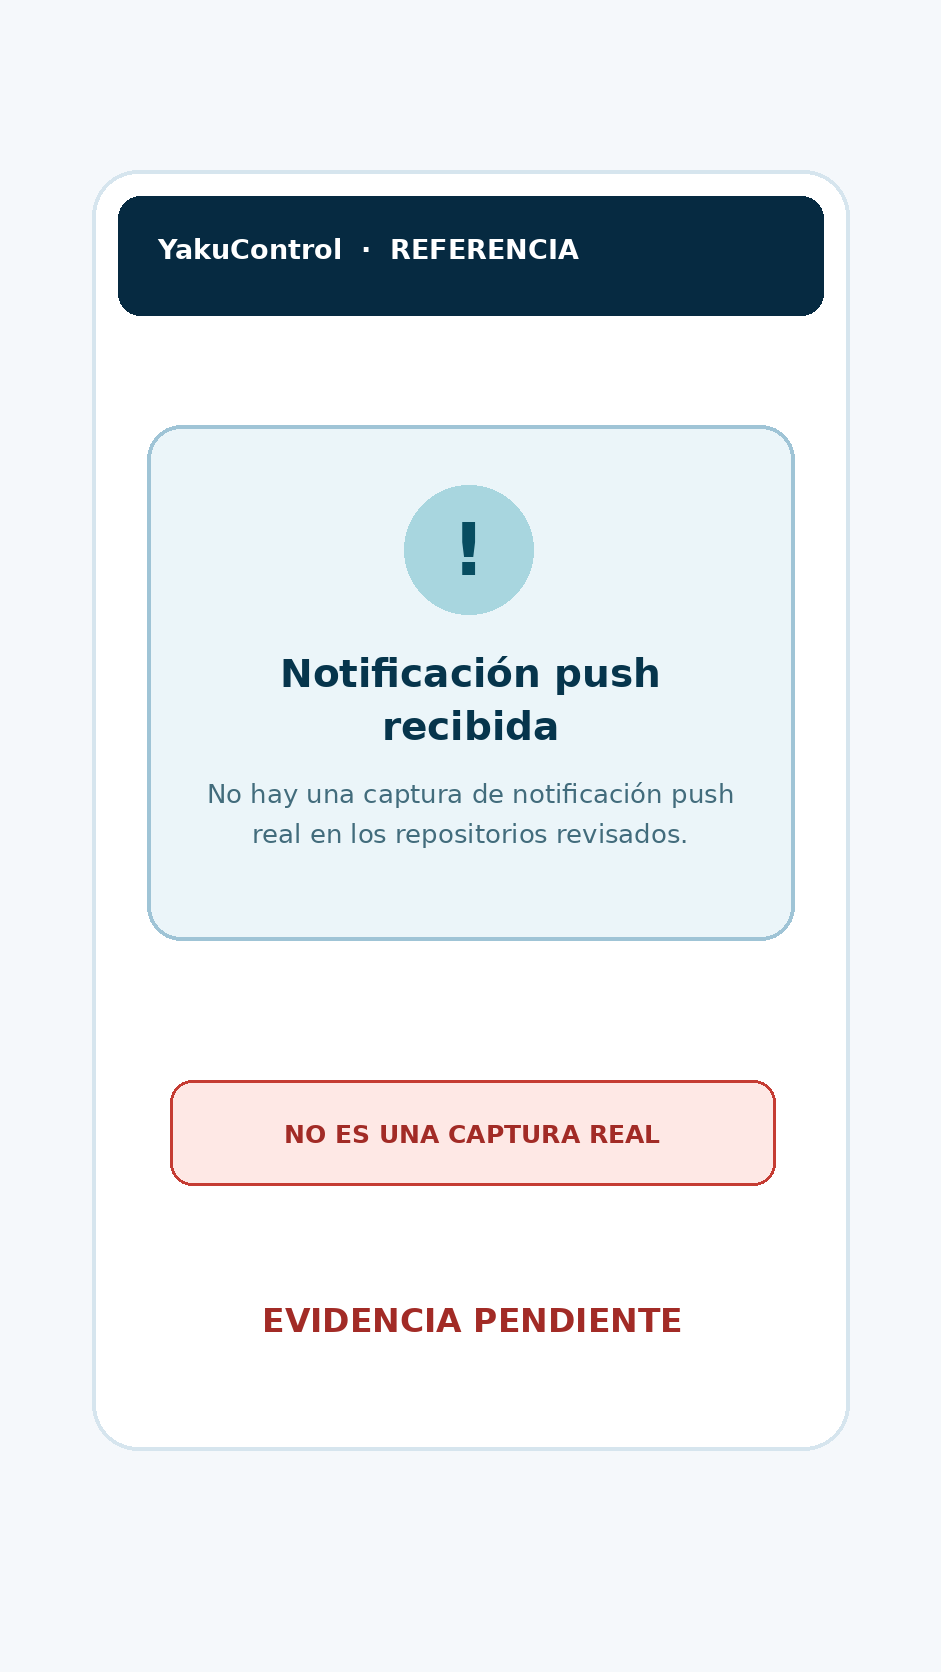 YakuControl · REFERENCIA
!
Notificación push
recibida
No hay una captura de notificación push
real en los repositorios revisados.
NO ES UNA CAPTURA REAL
EVIDENCIA PENDIENTE